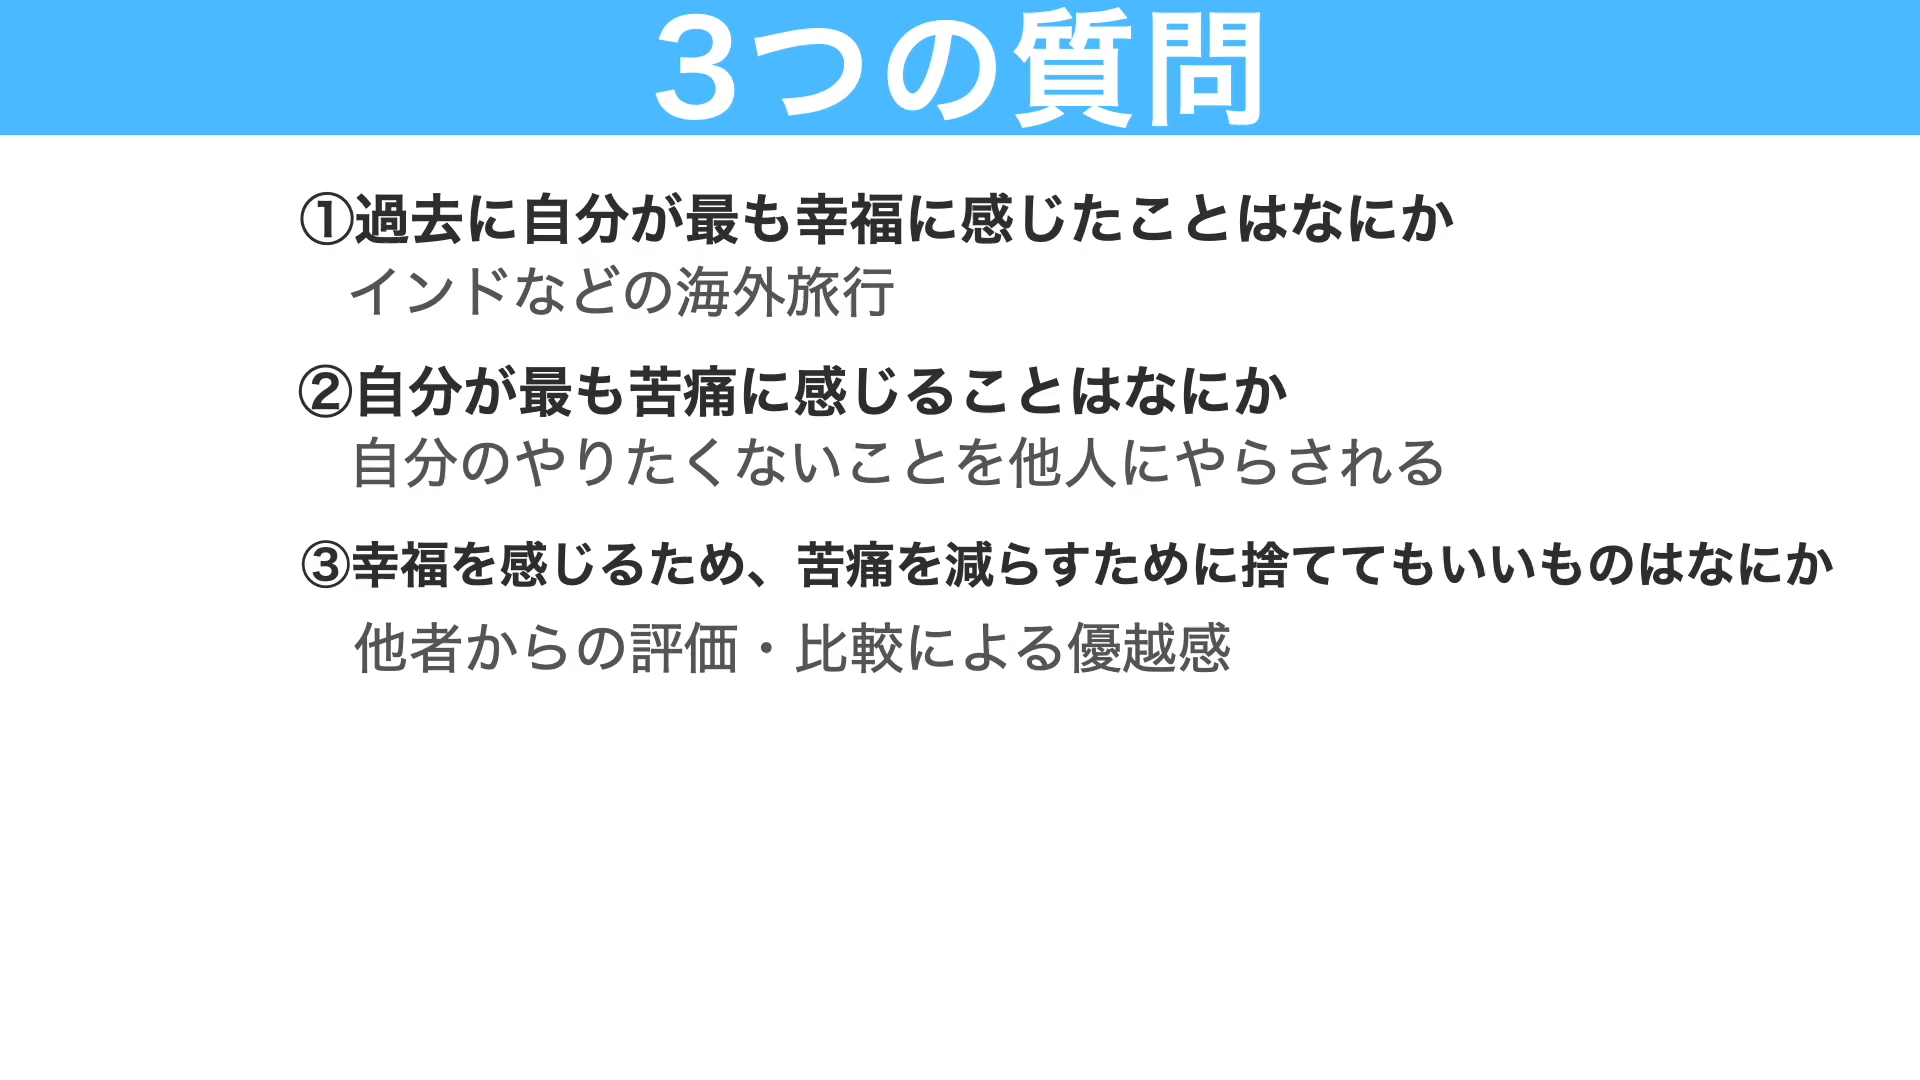 3つの質問
①過去に自分が最も幸福に感じたことはなにか
インドなどの海外旅行
②自分が最も苦痛に感じることはなにか
自分のやりたくないことを他人にやらされる
③幸福を感じるため、苦痛を減らすために捨ててもいいものはなにか
他者からの評価・比較による優越感